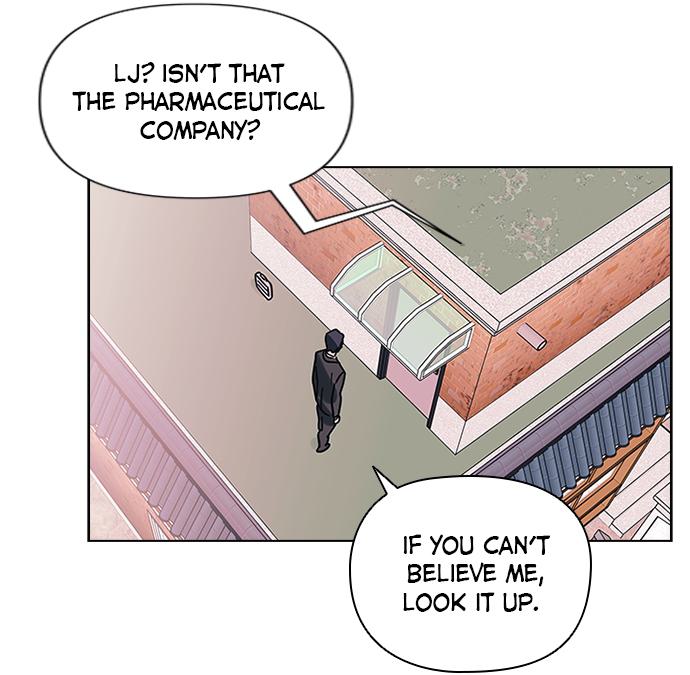 LJ? ISN'T THAT
THE PHARMACEUTICAL
COMPANY?
IF YOU CAN'T
BELIEVE ME,
LOOK IT UP.